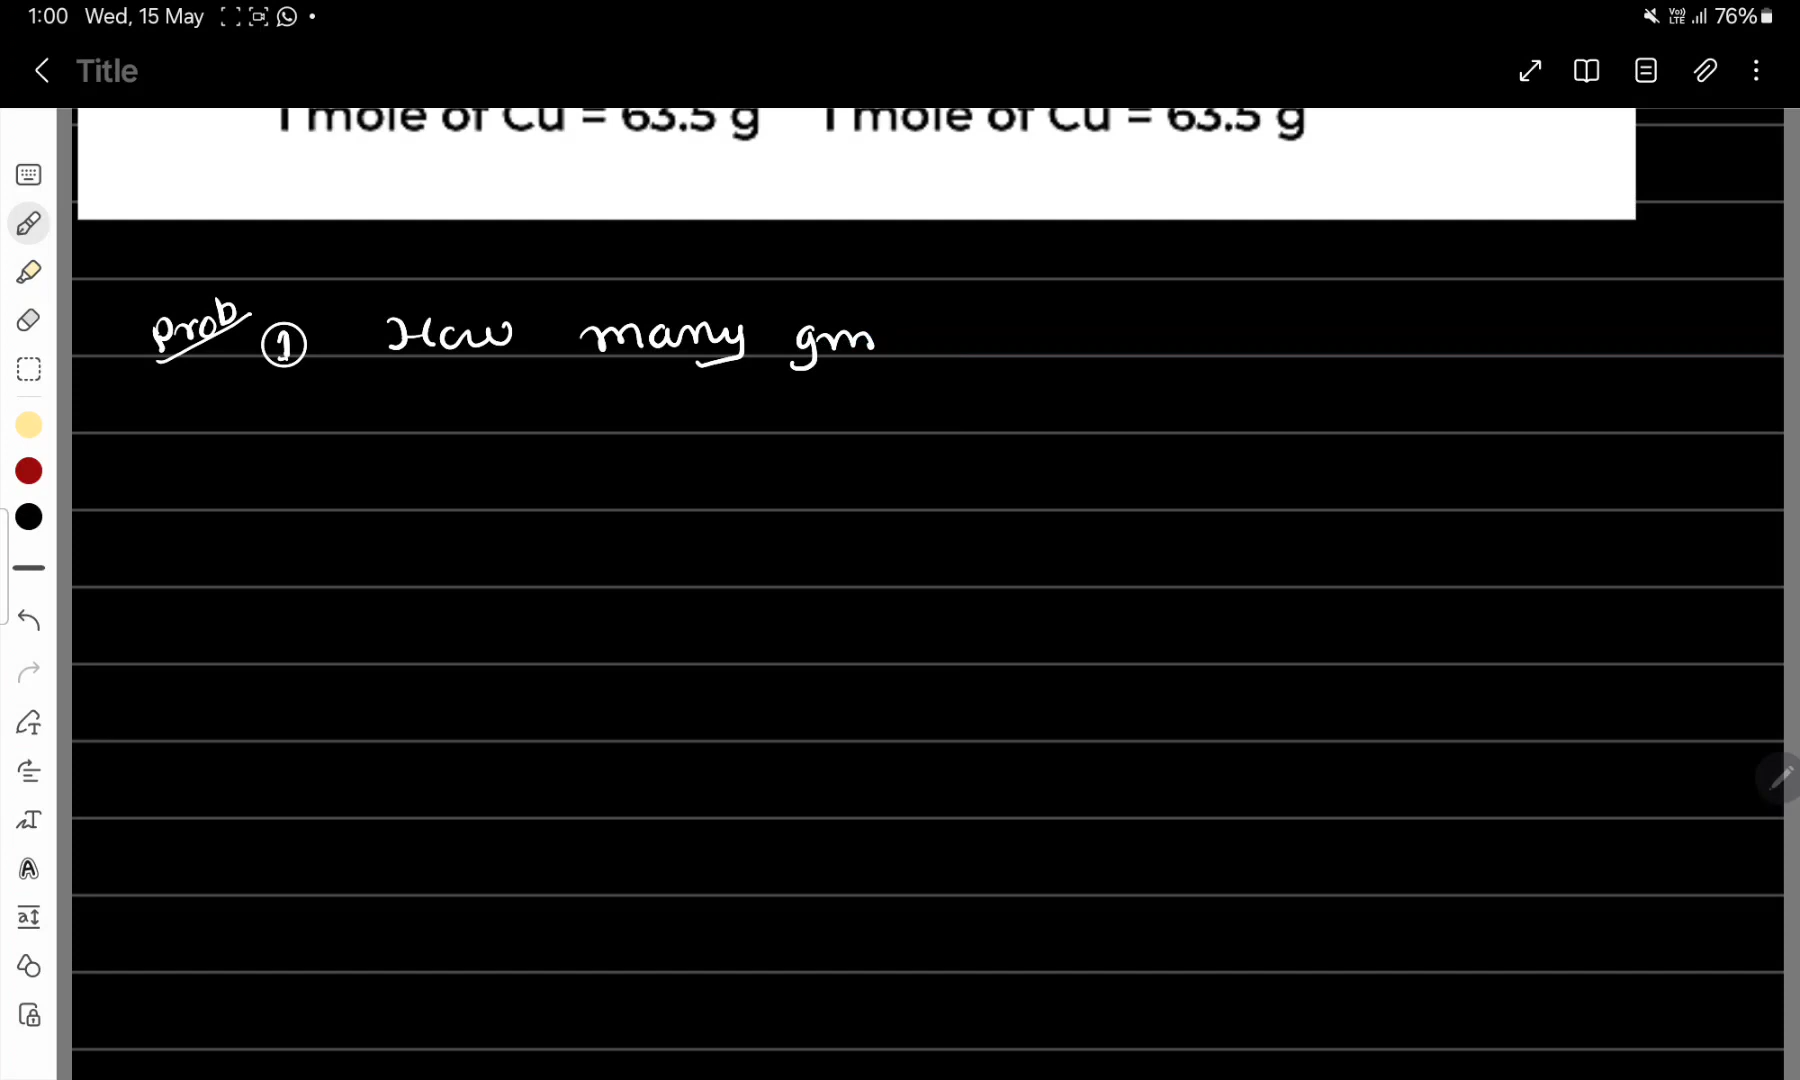 1:00 Wed, 15 May 76%
Title
1 mole of Cu = 63.5 g 1 mole of Cu = 63.5 g
Prob ① How many gm